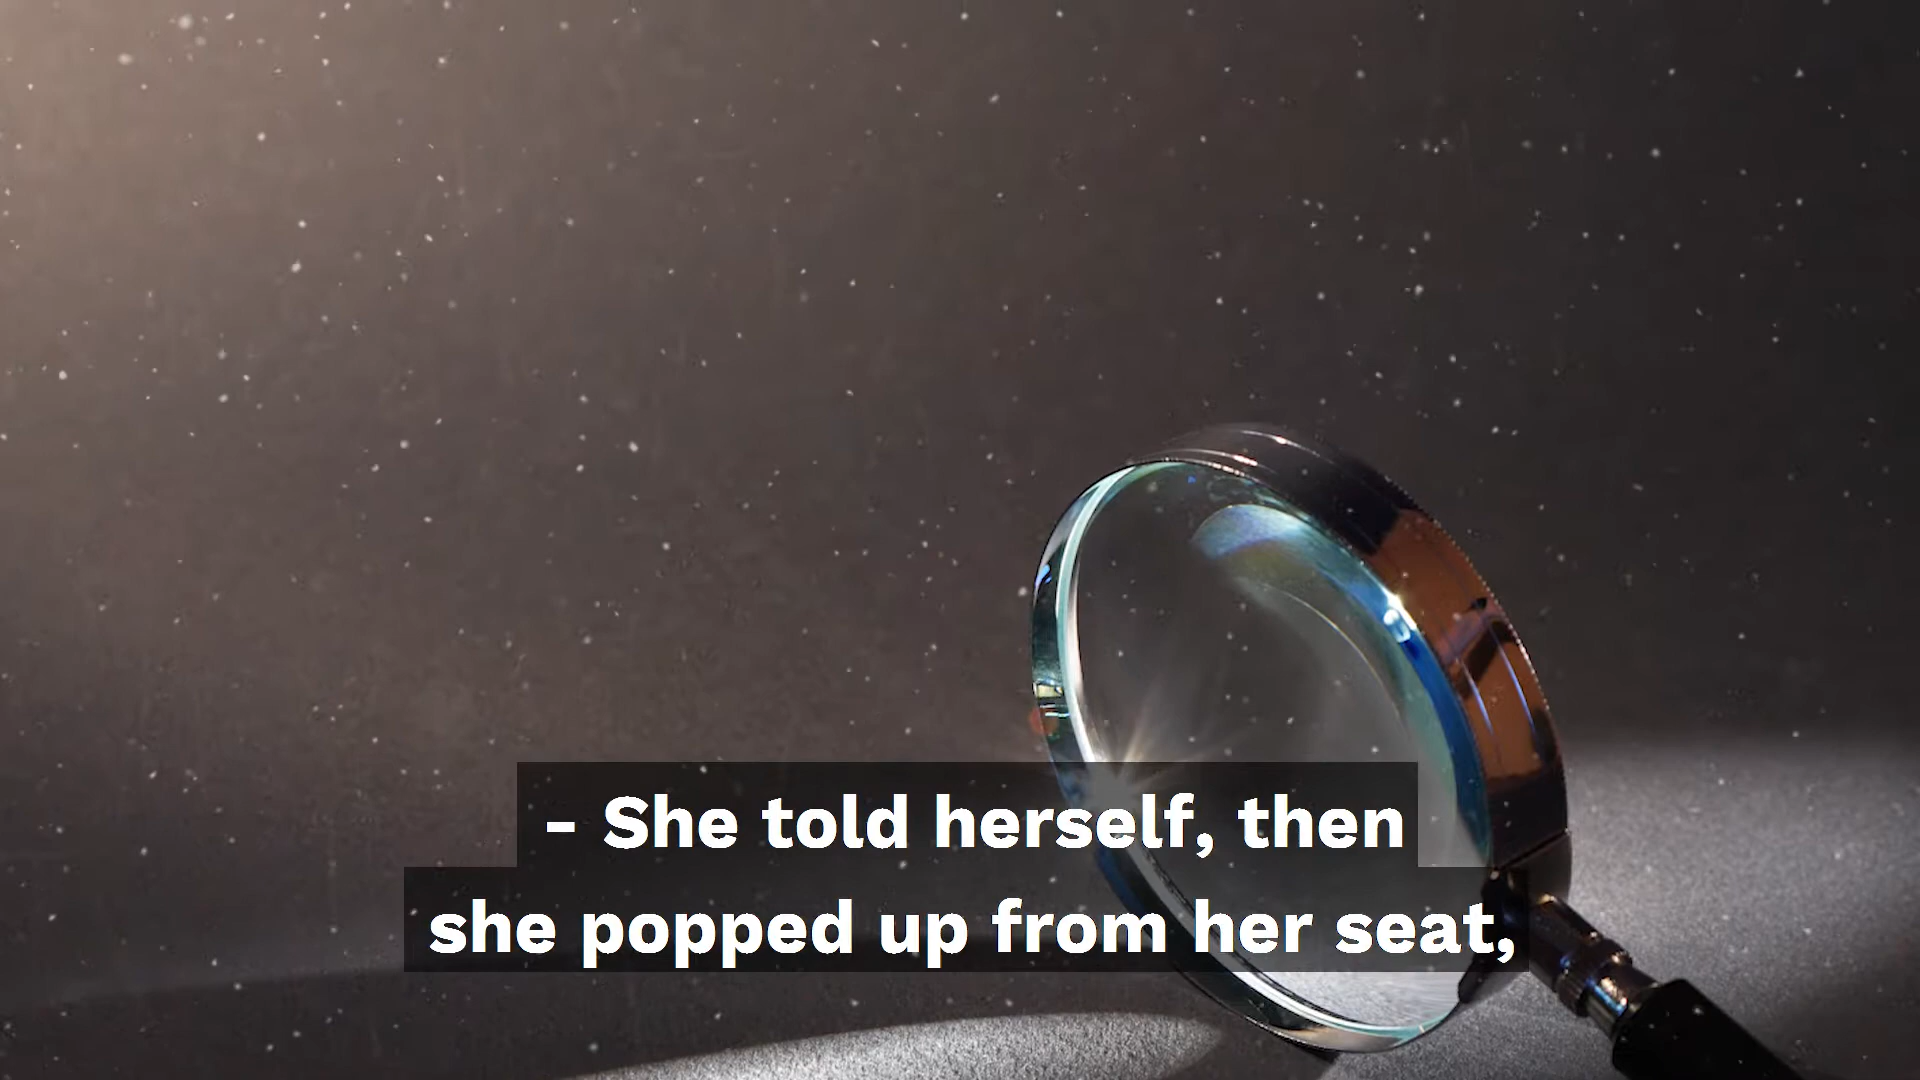 - She told herself, then
she popped up from her seat,